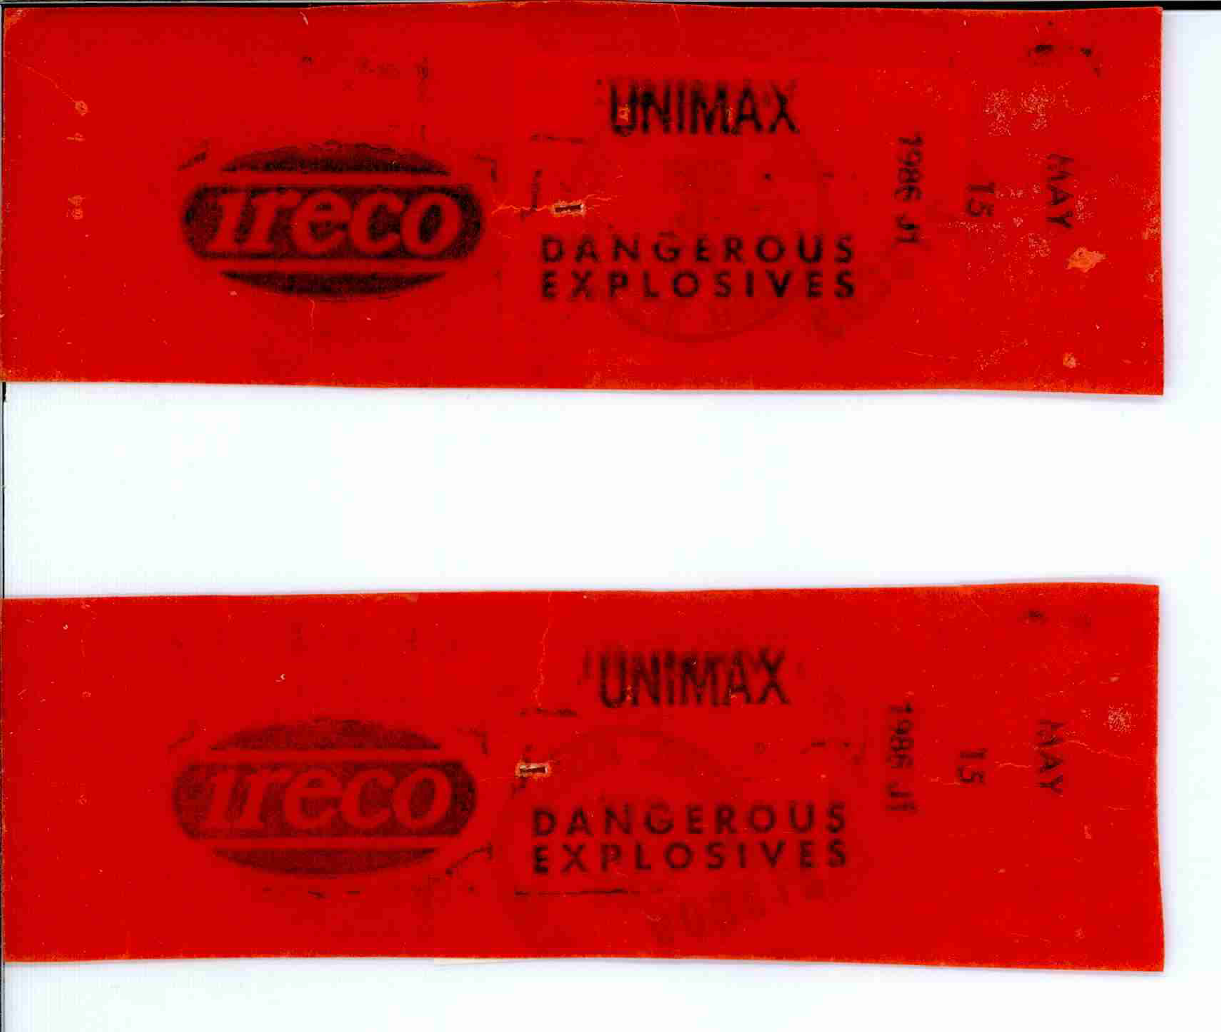 UNIMAX
ireco
DANGEROUS
EXPLOSIVES
1986 J1
15
MAY
UNIMAX
ireco
DANGEROUS
EXPLOSIVES
1986 J1
15
MAY